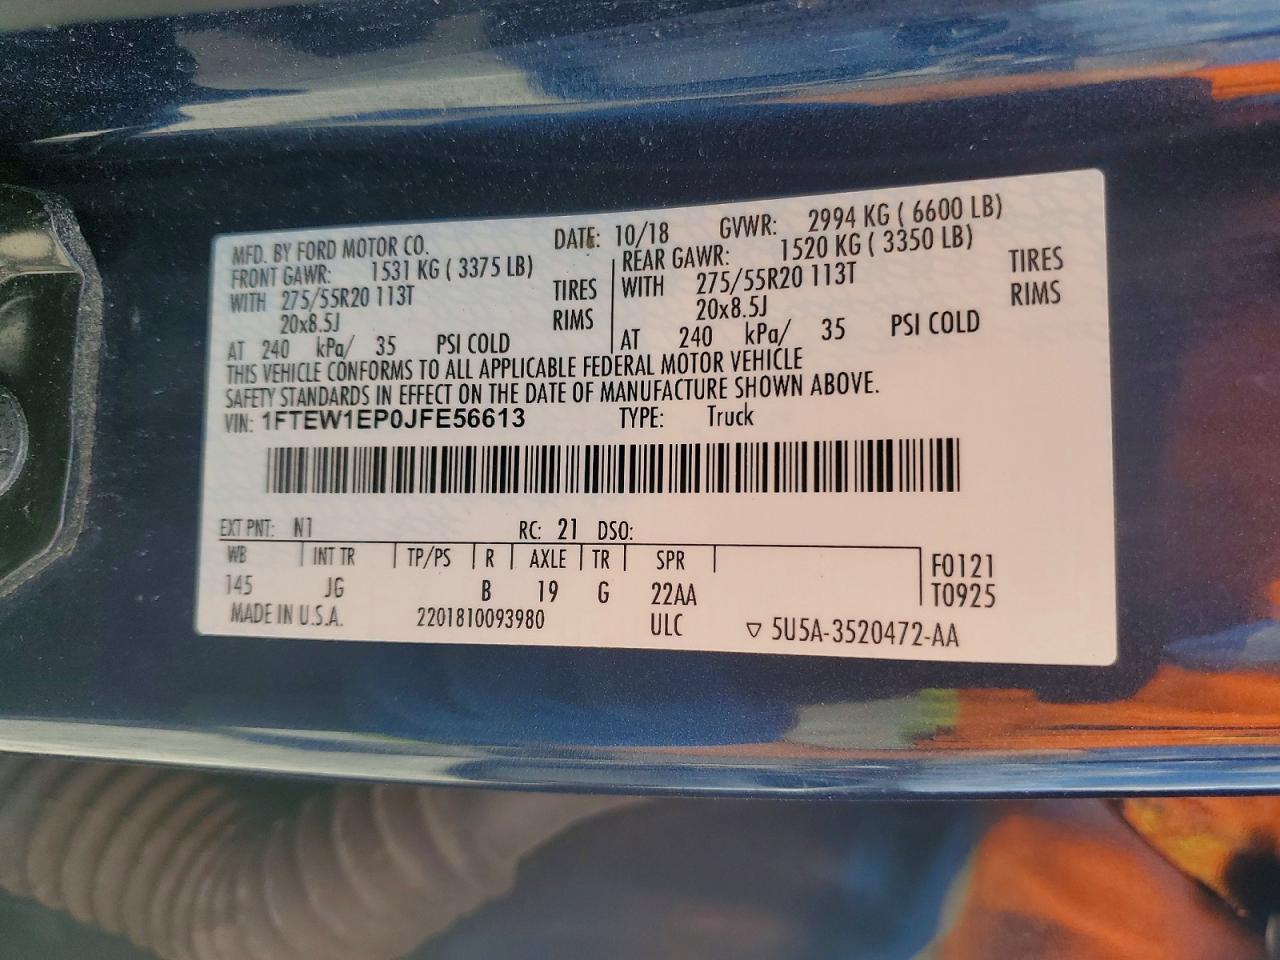 MFD. BY FORD MOTOR CO. DATE: 10/18 GVWR: 2994 KG ( 6600 LB)
FRONT GAWR: 1531 KG ( 3375 LB) REAR GAWR: 1520 KG ( 3350 LB)
WITH 275/55R20 113T TIRES WITH 275/55R20 113T TIRES
20x8.5J RIMS 20x8.5J RIMS
AT 240 kPa/ 35 PSI COLD AT 240 kPa/ 35 PSI COLD
THIS VEHICLE CONFORMS TO ALL APPLICABLE FEDERAL MOTOR VEHICLE
SAFETY STANDARDS IN EFFECT ON THE DATE OF MANUFACTURE SHOWN ABOVE.
VIN: 1FTEW1EP0JFE56613 TYPE: Truck
EXT PNT: N1 RC: 21 DSO:
WB INT TR TP/PS R AXLE TR SPR F0121
145 JG B 19 G 22AA T0925
MADE IN U.S.A. 2201810093980 ULC ▽ 5U5A-3520472-AA